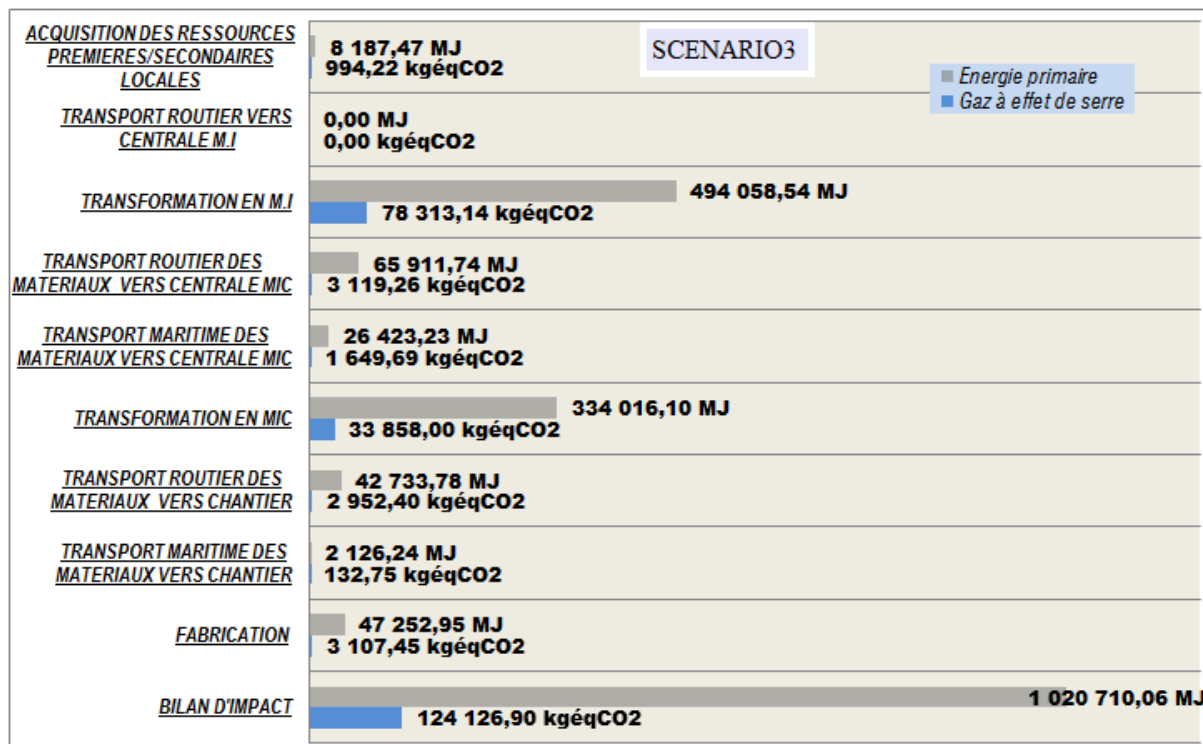 ACQUISITION DES RESSOURCES
PREMIERES/SECONDAIRES
LOCALES
8 187,47 MJ
994,22 kgéqCO2
SCENARIO3
Energie primaire
Gaz à effet de serre
TRANSPORT ROUTIER VERS
CENTRALE M.I
0,00 MJ
0,00 kgéqCO2
TRANSFORMATION EN M.I
494 058,54 MJ
78 313,14 kgéqCO2
TRANSPORT ROUTIER DES
MATERIAUX VERS CENTRALE MIC
65 911,74 MJ
3 119,26 kgéqCO2
TRANSPORT MARITIME DES
MATERIAUX VERS CENTRALE MIC
26 423,23 MJ
1 649,69 kgéqCO2
TRANSFORMATION EN MIC
334 016,10 MJ
33 858,00 kgéqCO2
TRANSPORT ROUTIER DES
MATERIAUX VERS CHANTIER
42 733,78 MJ
2 952,40 kgéqCO2
TRANSPORT MARITIME DES
MATERIAUX VERS CHANTIER
2 126,24 MJ
132,75 kgéqCO2
FABRICATION
47 252,95 MJ
3 107,45 kgéqCO2
BILAN D'IMPACT
1 020 710,06 MJ
124 126,90 kgéqCO2